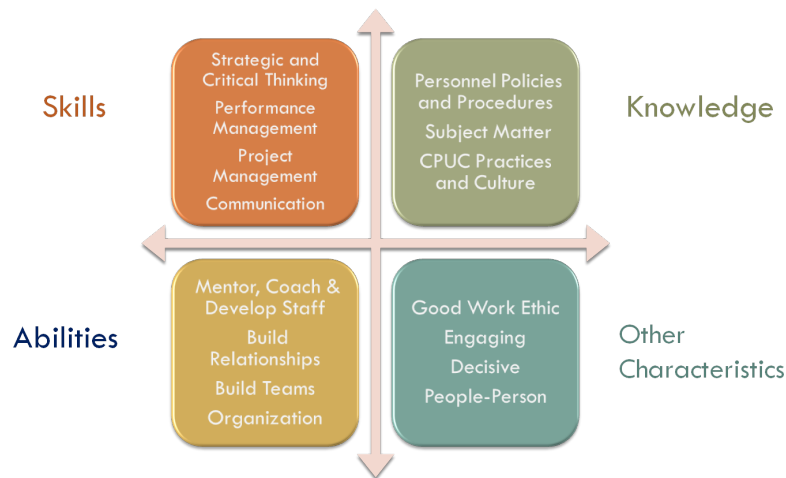 Skills
Strategic and
Critical Thinking
Performance
Management
Project
Management
Communication
Personnel Policies
and Procedures
Subject Matter
CPUC Practices
and Culture
Knowledge
Abilities
Mentor, Coach &
Develop Staff
Build
Relationships
Build Teams
Organization
Good Work Ethic
Engaging
Decisive
People-Person
Other
Characteristics